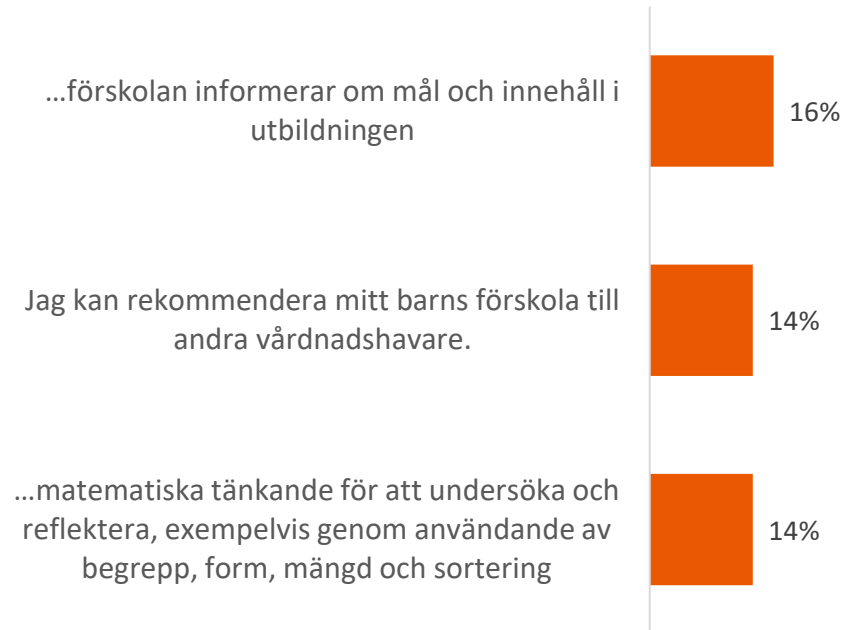 ...förskolan informerar om mål och innehåll i
utbildningen
16%
Jag kan rekommendera mitt barns förskola till
andra vårdnadshavare.
14%
...matematiska tänkande för att undersöka och
reflektera, exempelvis genom användande av
begrepp, form, mängd och sortering
14%